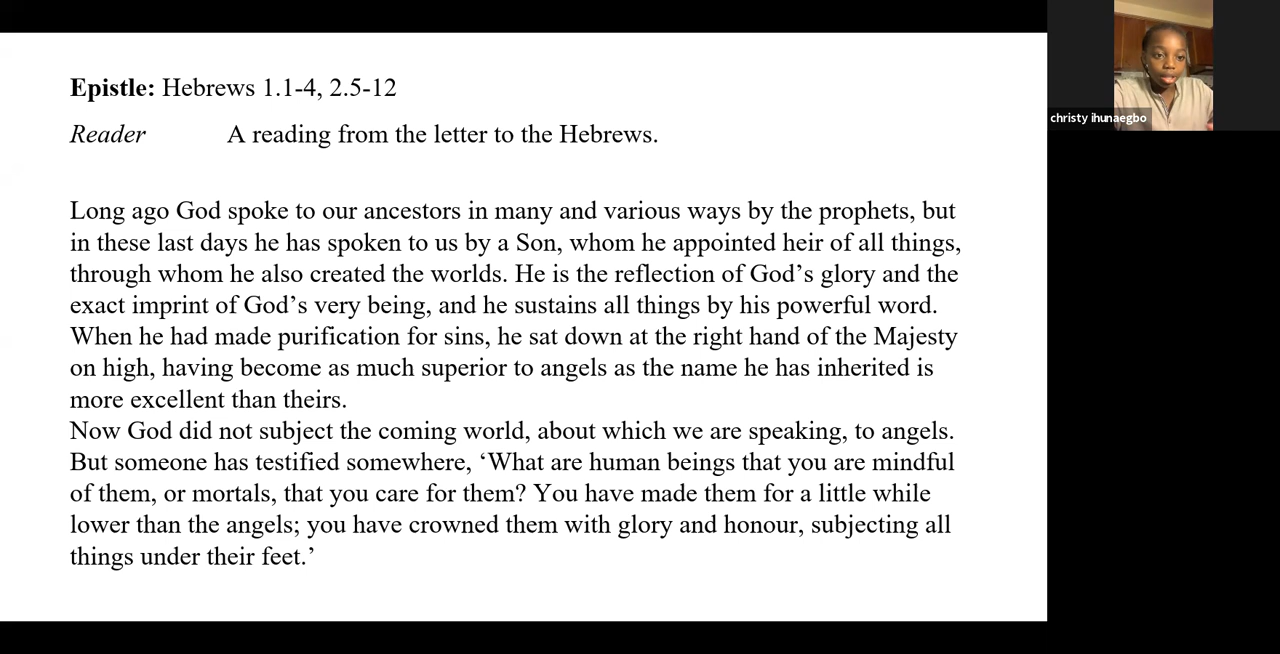 Epistle: Hebrews 1.1-4, 2.5-12
Reader A reading from the letter to the Hebrews.
Long ago God spoke to our ancestors in many and various ways by the prophets, but
in these last days he has spoken to us by a Son, whom he appointed heir of all things,
through whom he also created the worlds. He is the reflection of God’s glory and the
exact imprint of God’s very being, and he sustains all things by his powerful word.
When he had made purification for sins, he sat down at the right hand of the Majesty
on high, having become as much superior to angels as the name he has inherited is
more excellent than theirs.
Now God did not subject the coming world, about which we are speaking, to angels.
But someone has testified somewhere, ‘What are human beings that you are mindful
of them, or mortals, that you care for them? You have made them for a little while
lower than the angels; you have crowned them with glory and honour, subjecting all
things under their feet.’
christy ihunaegbo